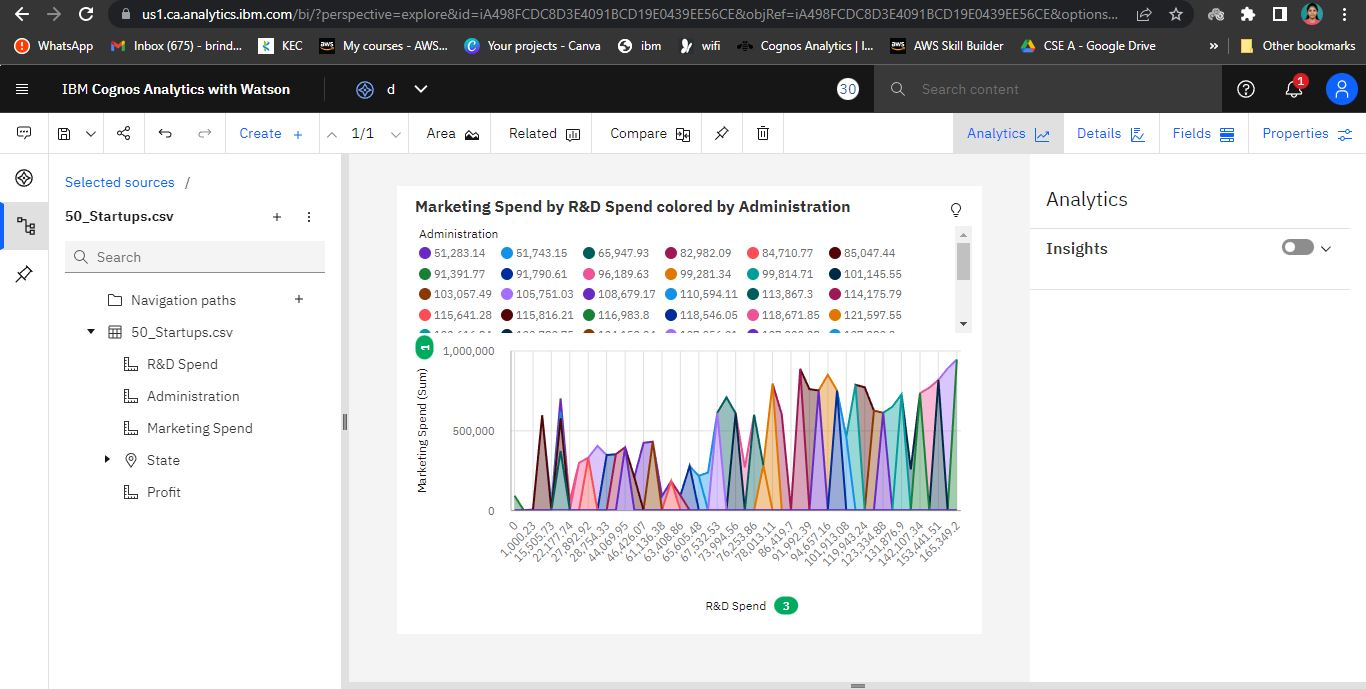 us1.ca.analytics.ibm.com/bi/?perspective=explore&id=iA498FCDC8D3E4091BCD19E0439EE56CE&objRef=iA498FCDC8D3E4091BCD19E0439EE56CE&options...
WhatsApp Inbox (675) - brind... KEC My courses - AWS... Your projects - Canva ibm wifi Cognos Analytics | I... AWS Skill Builder CSE A - Google Drive » Other bookmarks
IBM Cognos Analytics with Watson d 30 Search content 1
Create + 1/1 Area Related Compare Analytics Details Fields Properties
Selected sources /
50_Startups.csv
Search
Navigation paths
50_Startups.csv
R&D Spend
Administration
Marketing Spend
State
Profit
Marketing Spend by R&D Spend colored by Administration
Administration
51,283.14 51,743.15 65,947.93 82,982.09 84,710.77 85,047.44
91,391.77 91,790.61 96,189.63 99,281.34 99,814.71 101,145.55
103,057.49 105,751.03 108,679.17 110,594.11 113,867.3 114,175.79
115,641.28 115,816.21 116,983.8 118,546.05 118,671.85 121,597.55
1
Marketing Spend (Sum)
1,000,000
500,000
0
0 1,000.23 15,505.73 22,177.74 27,892.92 28,754.33 44,069.95 46,426.07 61,136.38 63,408.86 65,605.48 67,532.53 73,994.56 76,253.86 78,013.11 86,419.7 91,992.39 94,657.16 101,913.08 119,943.24 123,334.88 131,876.9 142,107.34 153,441.51 165,349.2
R&D Spend 3
Analytics
Insights